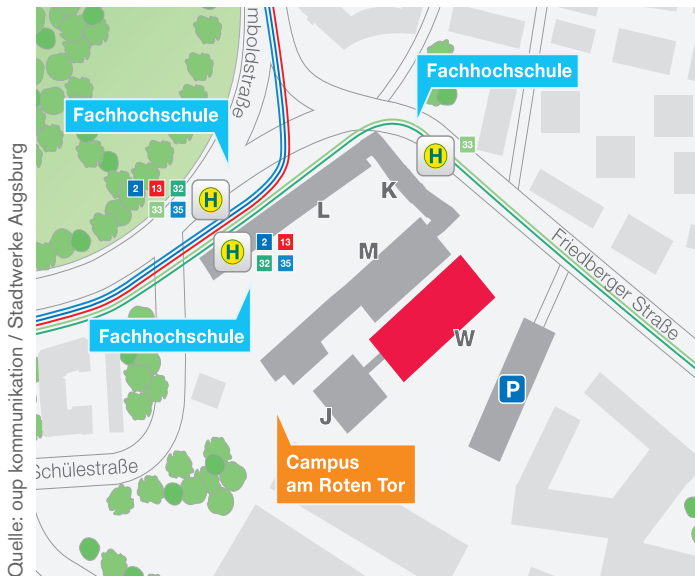 mboldstraße
Fachhochschule
Fachhochschule
2 13 32
33 35
H
H
33
K
L
H
2 13
32 35
M
Friedberger Straße
Fachhochschule
W
P
J
Schülestraße
Campus
am Roten Tor
Quelle: oup kommunikation / Stadtwerke Augsburg